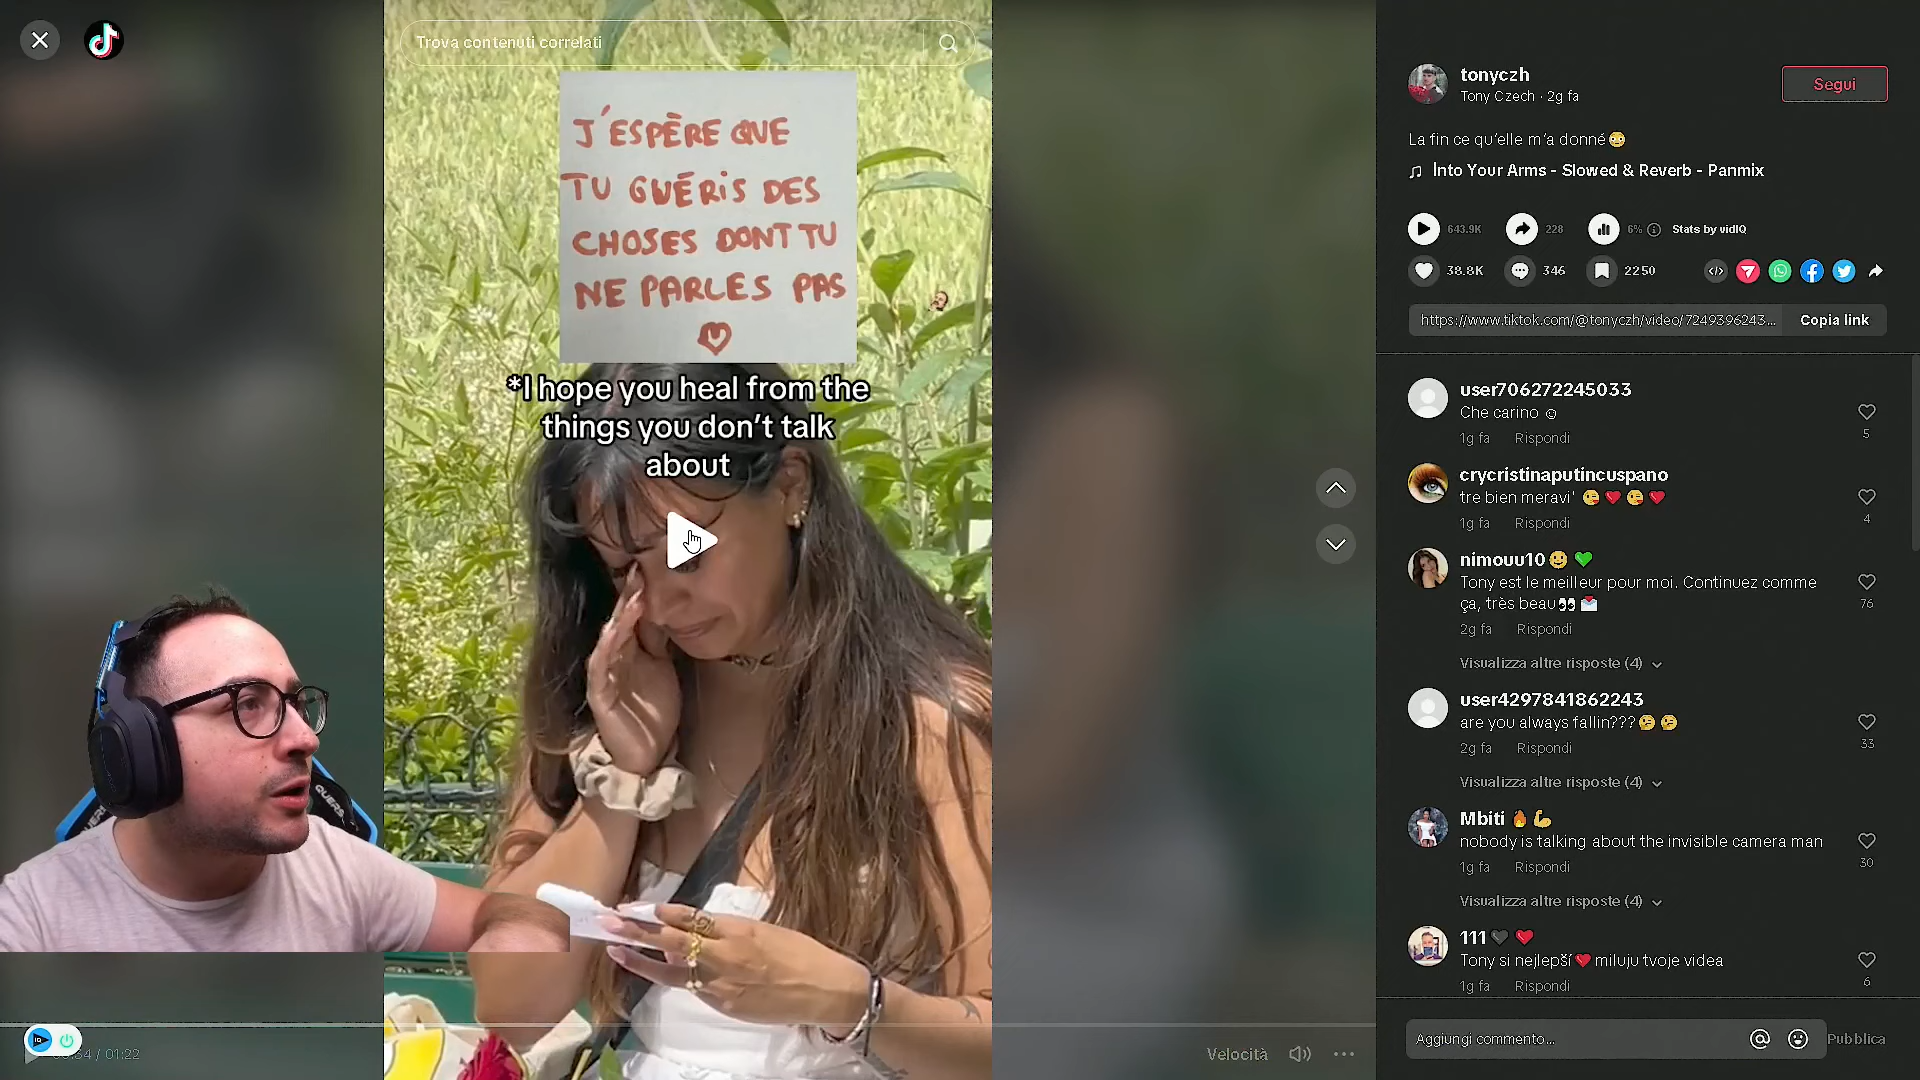 Trova contenuti correlati
J'ESPÈRE QUE
TU GUÉRIS DES
CHOSES DONT TU
NE PARLES PAS
*I hope you heal from the
things you don't talk
about
Velocità
/ 01:22
tonyczh
Tony Czech · 2g fa
Segui
La fin ce qu'elle m'a donné😳
Into Your Arms - Slowed & Reverb - Panmix
643.9K
228
6%
Stats by vidIQ
38.8K
346
2250
https://www.tiktok.com/@tonyczh/video/7249396243...
Copia link
user706272245033
Che carino ☺
1g fa Rispondi
5
crycristinaputincuspano
tre bien meravi' 😘❤️😘❤️
1g fa Rispondi
4
nimouu10
Tony est le meilleur pour moi. Continuez comme
ça, très beau👀💌
2g fa Rispondi
76
Visualizza altre risposte (4)
user4297841862243
are you always fallin???🤔🤔
2g fa Rispondi
33
Visualizza altre risposte (4)
Mbiti 🔥💪
nobody is talking about the invisible camera man
1g fa Rispondi
30
Visualizza altre risposte (4)
111🖤❤️
Tony si nejlepší❤️miluju tvoje videa
1g fa Rispondi
6
Aggiungi commento...
Pubblica